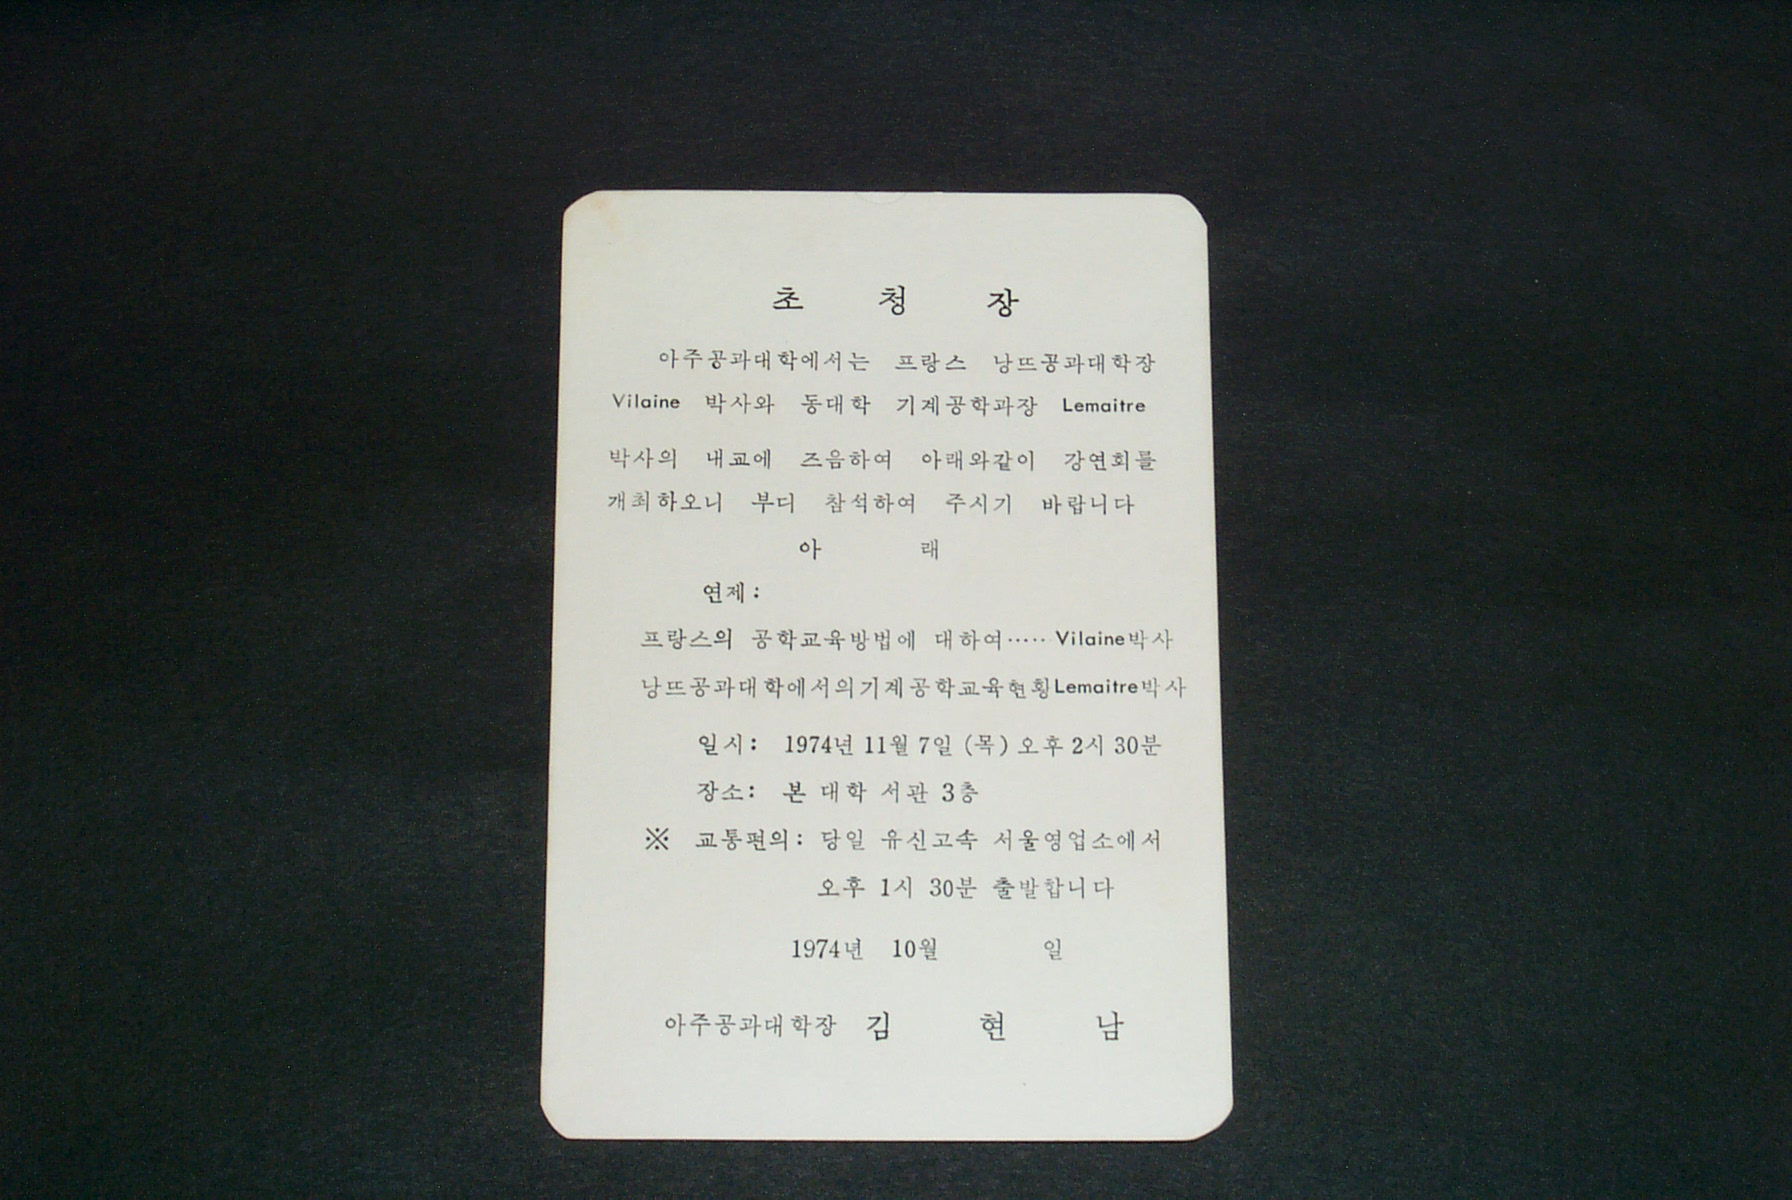 초 청 장
아주공과대학에서는 프랑스 낭뜨공과대학장
Vilaine 박사와 동대학 기계공학과장 Lemaitre
박사의 내교에 즈음하여 아래와같이 강연회를
개최하오니 부디 참석하여 주시기 바랍니다
아 래
연제:
프랑스의 공학교육방법에 대하여····· Vilaine박사
낭뜨공과대학에서의기계공학교육현황Lemaitre박사
일시: 1974년 11월 7일 (목) 오후 2시 30분
장소: 본 대학 서관 3층
※ 교통편의: 당일 유신고속 서울영업소에서
오후 1시 30분 출발합니다
1974년 10월 일
아주공과대학장 김 현 남